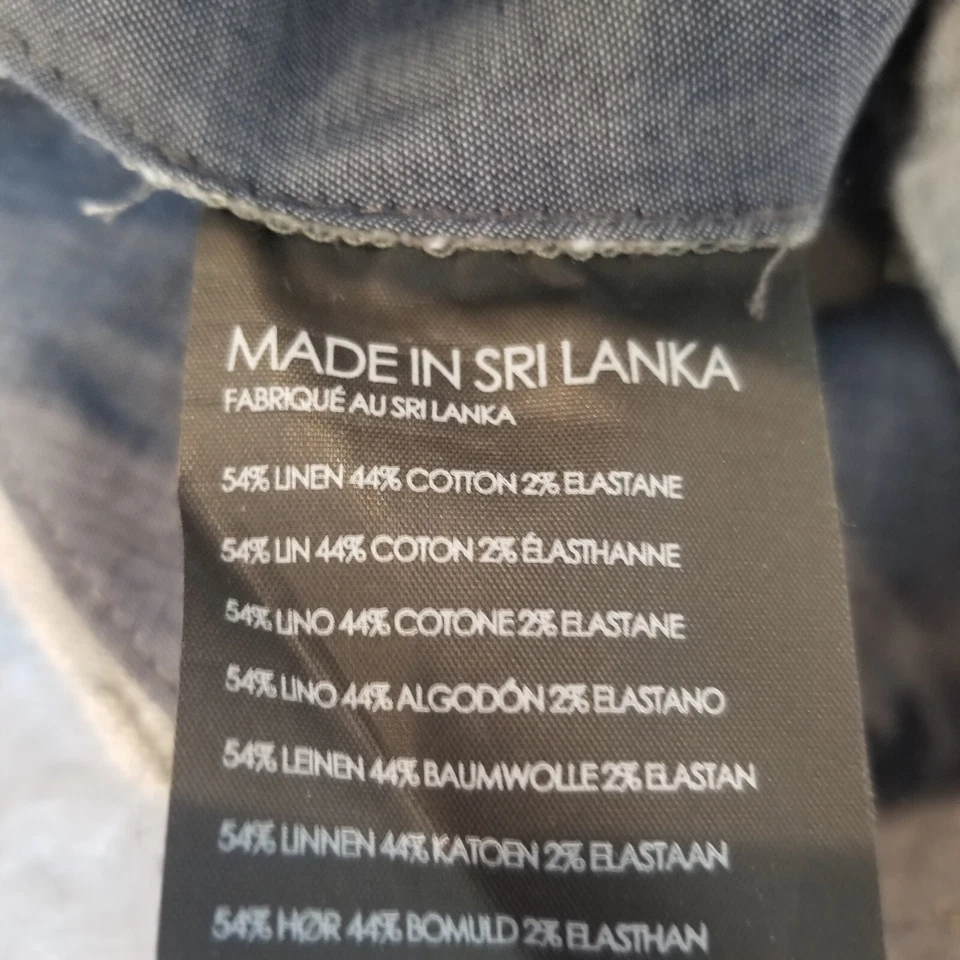 MADE IN SRI LANKA
FABRIQUÉ AU SRI LANKA
54% LINEN 44% COTTON 2% ELASTANE
54% LIN 44% COTON 2% ÉLASTHANNE
54% LINO 44% COTONE 2% ELASTANE
54% LINO 44% ALGODÓN 2% ELASTANO
54% LEINEN 44% BAUMWOLLE 2% ELASTAN
54% LINNEN 44% KATOEN 2% ELASTAAN
54% HØR 44% BOMULD 2% ELASTHAN